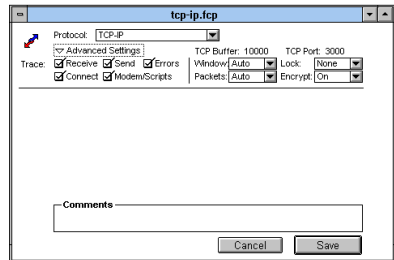 tcp-ip.fcp
Protocol: TCP-IP
Advanced Settings TCP Buffer: 10000 TCP Port: 3000
Trace: Receive Send Errors Window: Auto Lock: None
Connect Modem/Scripts Packets: Auto Encrypt: On
Comments
Cancel Save